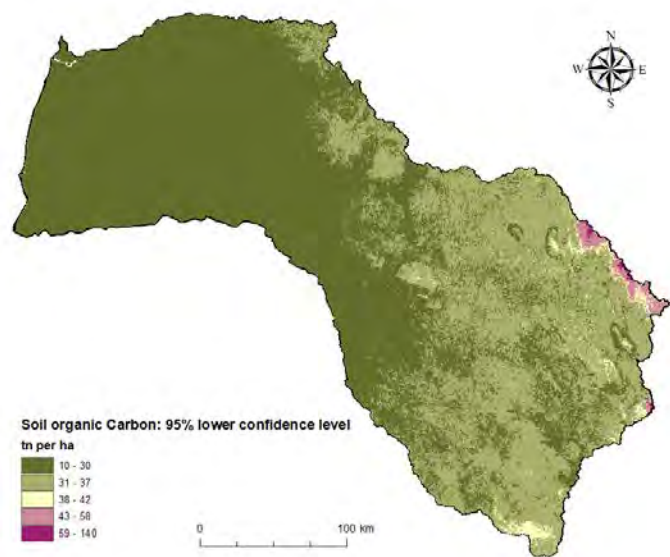 N
W E
S
Soil organic Carbon: 95% lower confidence level
tn per ha
10 - 30
31 - 37
38 - 42
43 - 58
59 - 140
0 100 km